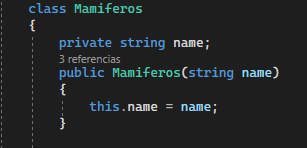 class Mamiferos
{
private string name;
3 referencias
public Mamiferos(string name)
{
this.name = name;
}